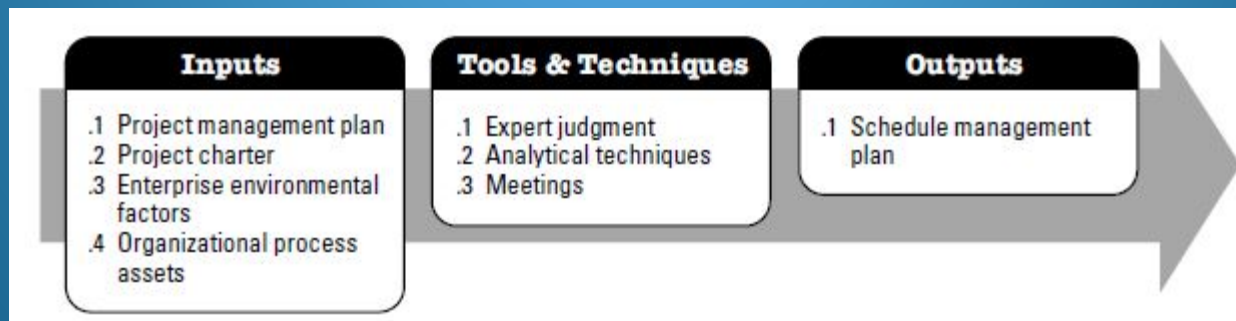 Inputs
.1 Project management plan
.2 Project charter
.3 Enterprise environmental
factors
.4 Organizational process
assets
Tools & Techniques
.1 Expert judgment
.2 Analytical techniques
.3 Meetings
Outputs
.1 Schedule management
plan